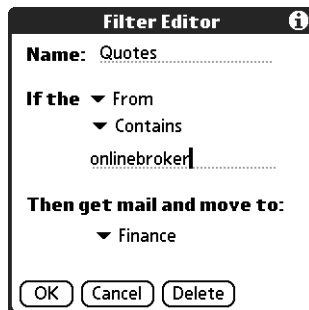 Filter Editor
Name: Quotes
If the From
Contains
onlinebroker
Then get mail and move to:
Finance
OK Cancel Delete